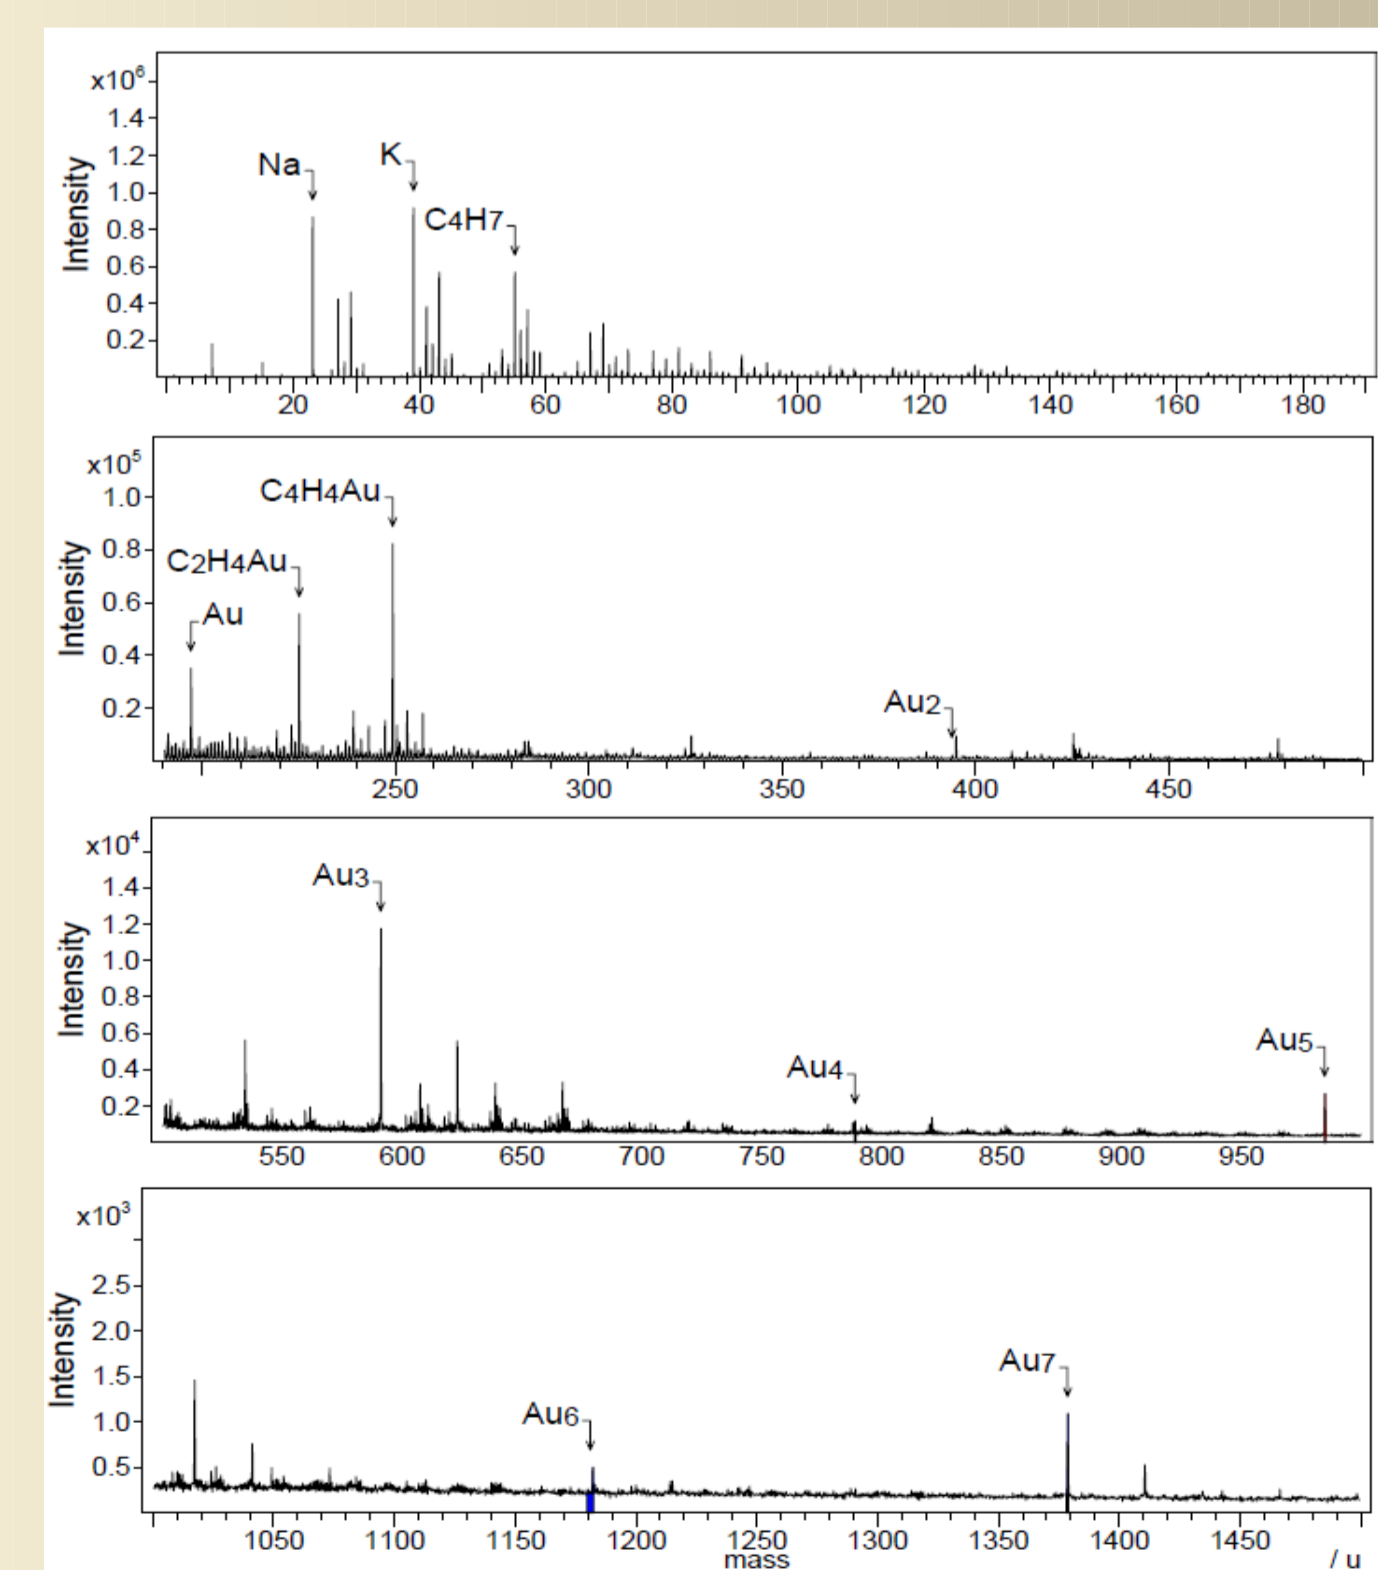 x10⁶
1.4
1.2
1.0
0.8
0.6
0.4
0.2
Intensity
Na
K
C4H7
20 40 60 80 100 120 140 160 180
x10⁵
1.0
0.8
0.6
0.4
0.2
Intensity
C4H4Au
C2H4Au
Au
Au2
250 300 350 400 450
x10⁴
1.4
1.2
1.0
0.8
0.6
0.4
0.2
Intensity
Au3
Au4
Au5
550 600 650 700 750 800 850 900 950
x10³
2.5
2.0
1.5
1.0
0.5
Intensity
Au6
Au7
1050 1100 1150 1200 1250 1300 1350 1400 1450
mass / u